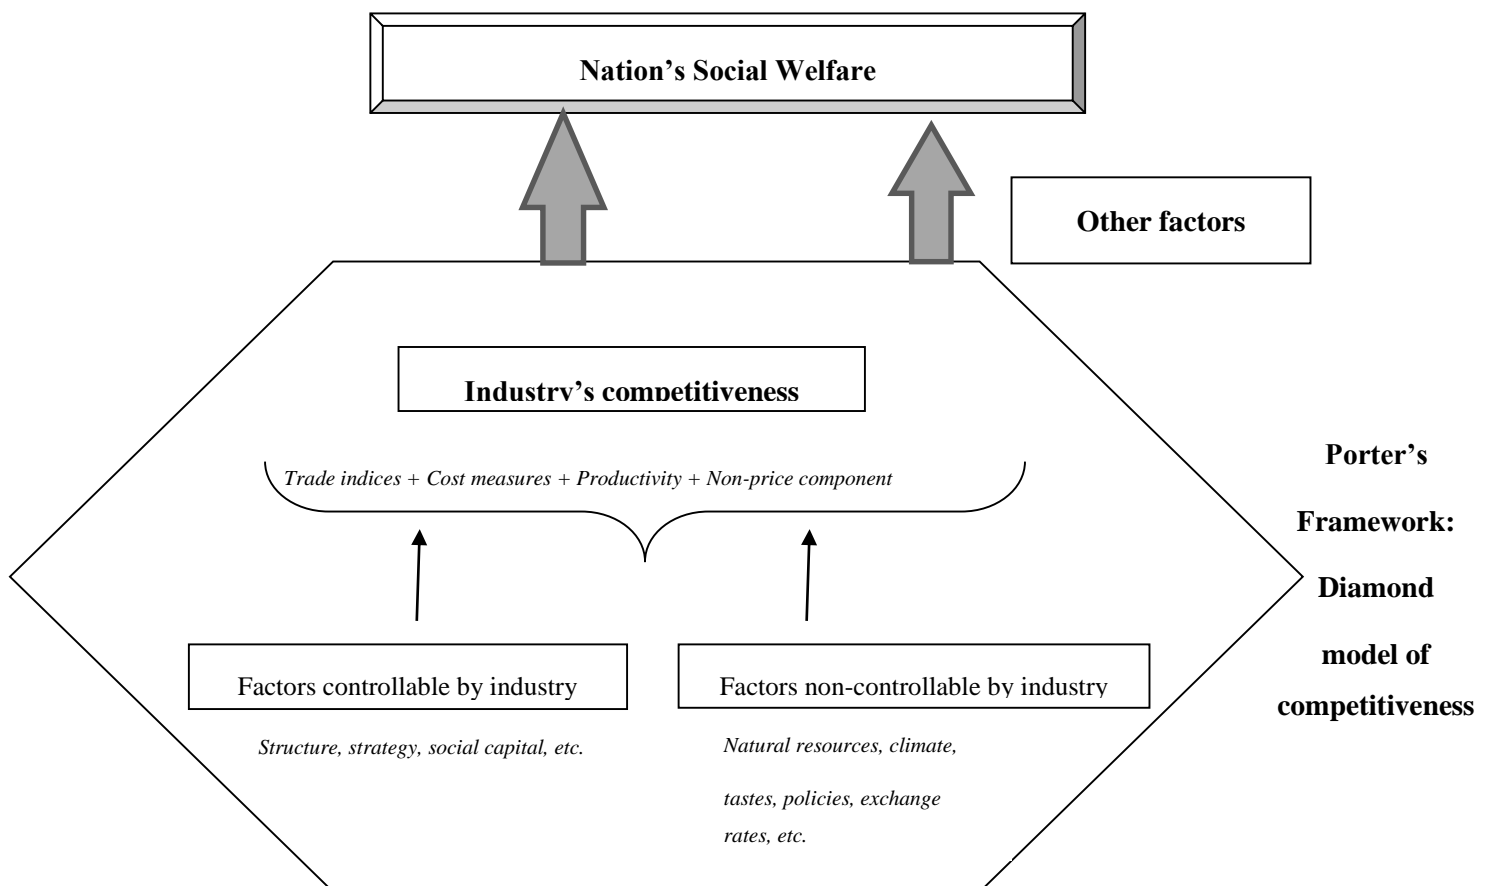 Nation’s Social Welfare
Other factors
Industry’s competitiveness
Trade indices + Cost measures + Productivity + Non-price component
Porter’s
Framework:
Diamond
model of
competitiveness
Factors controllable by industry
Factors non-controllable by industry
Structure, strategy, social capital, etc.
Natural resources, climate,
tastes, policies, exchange
rates, etc.